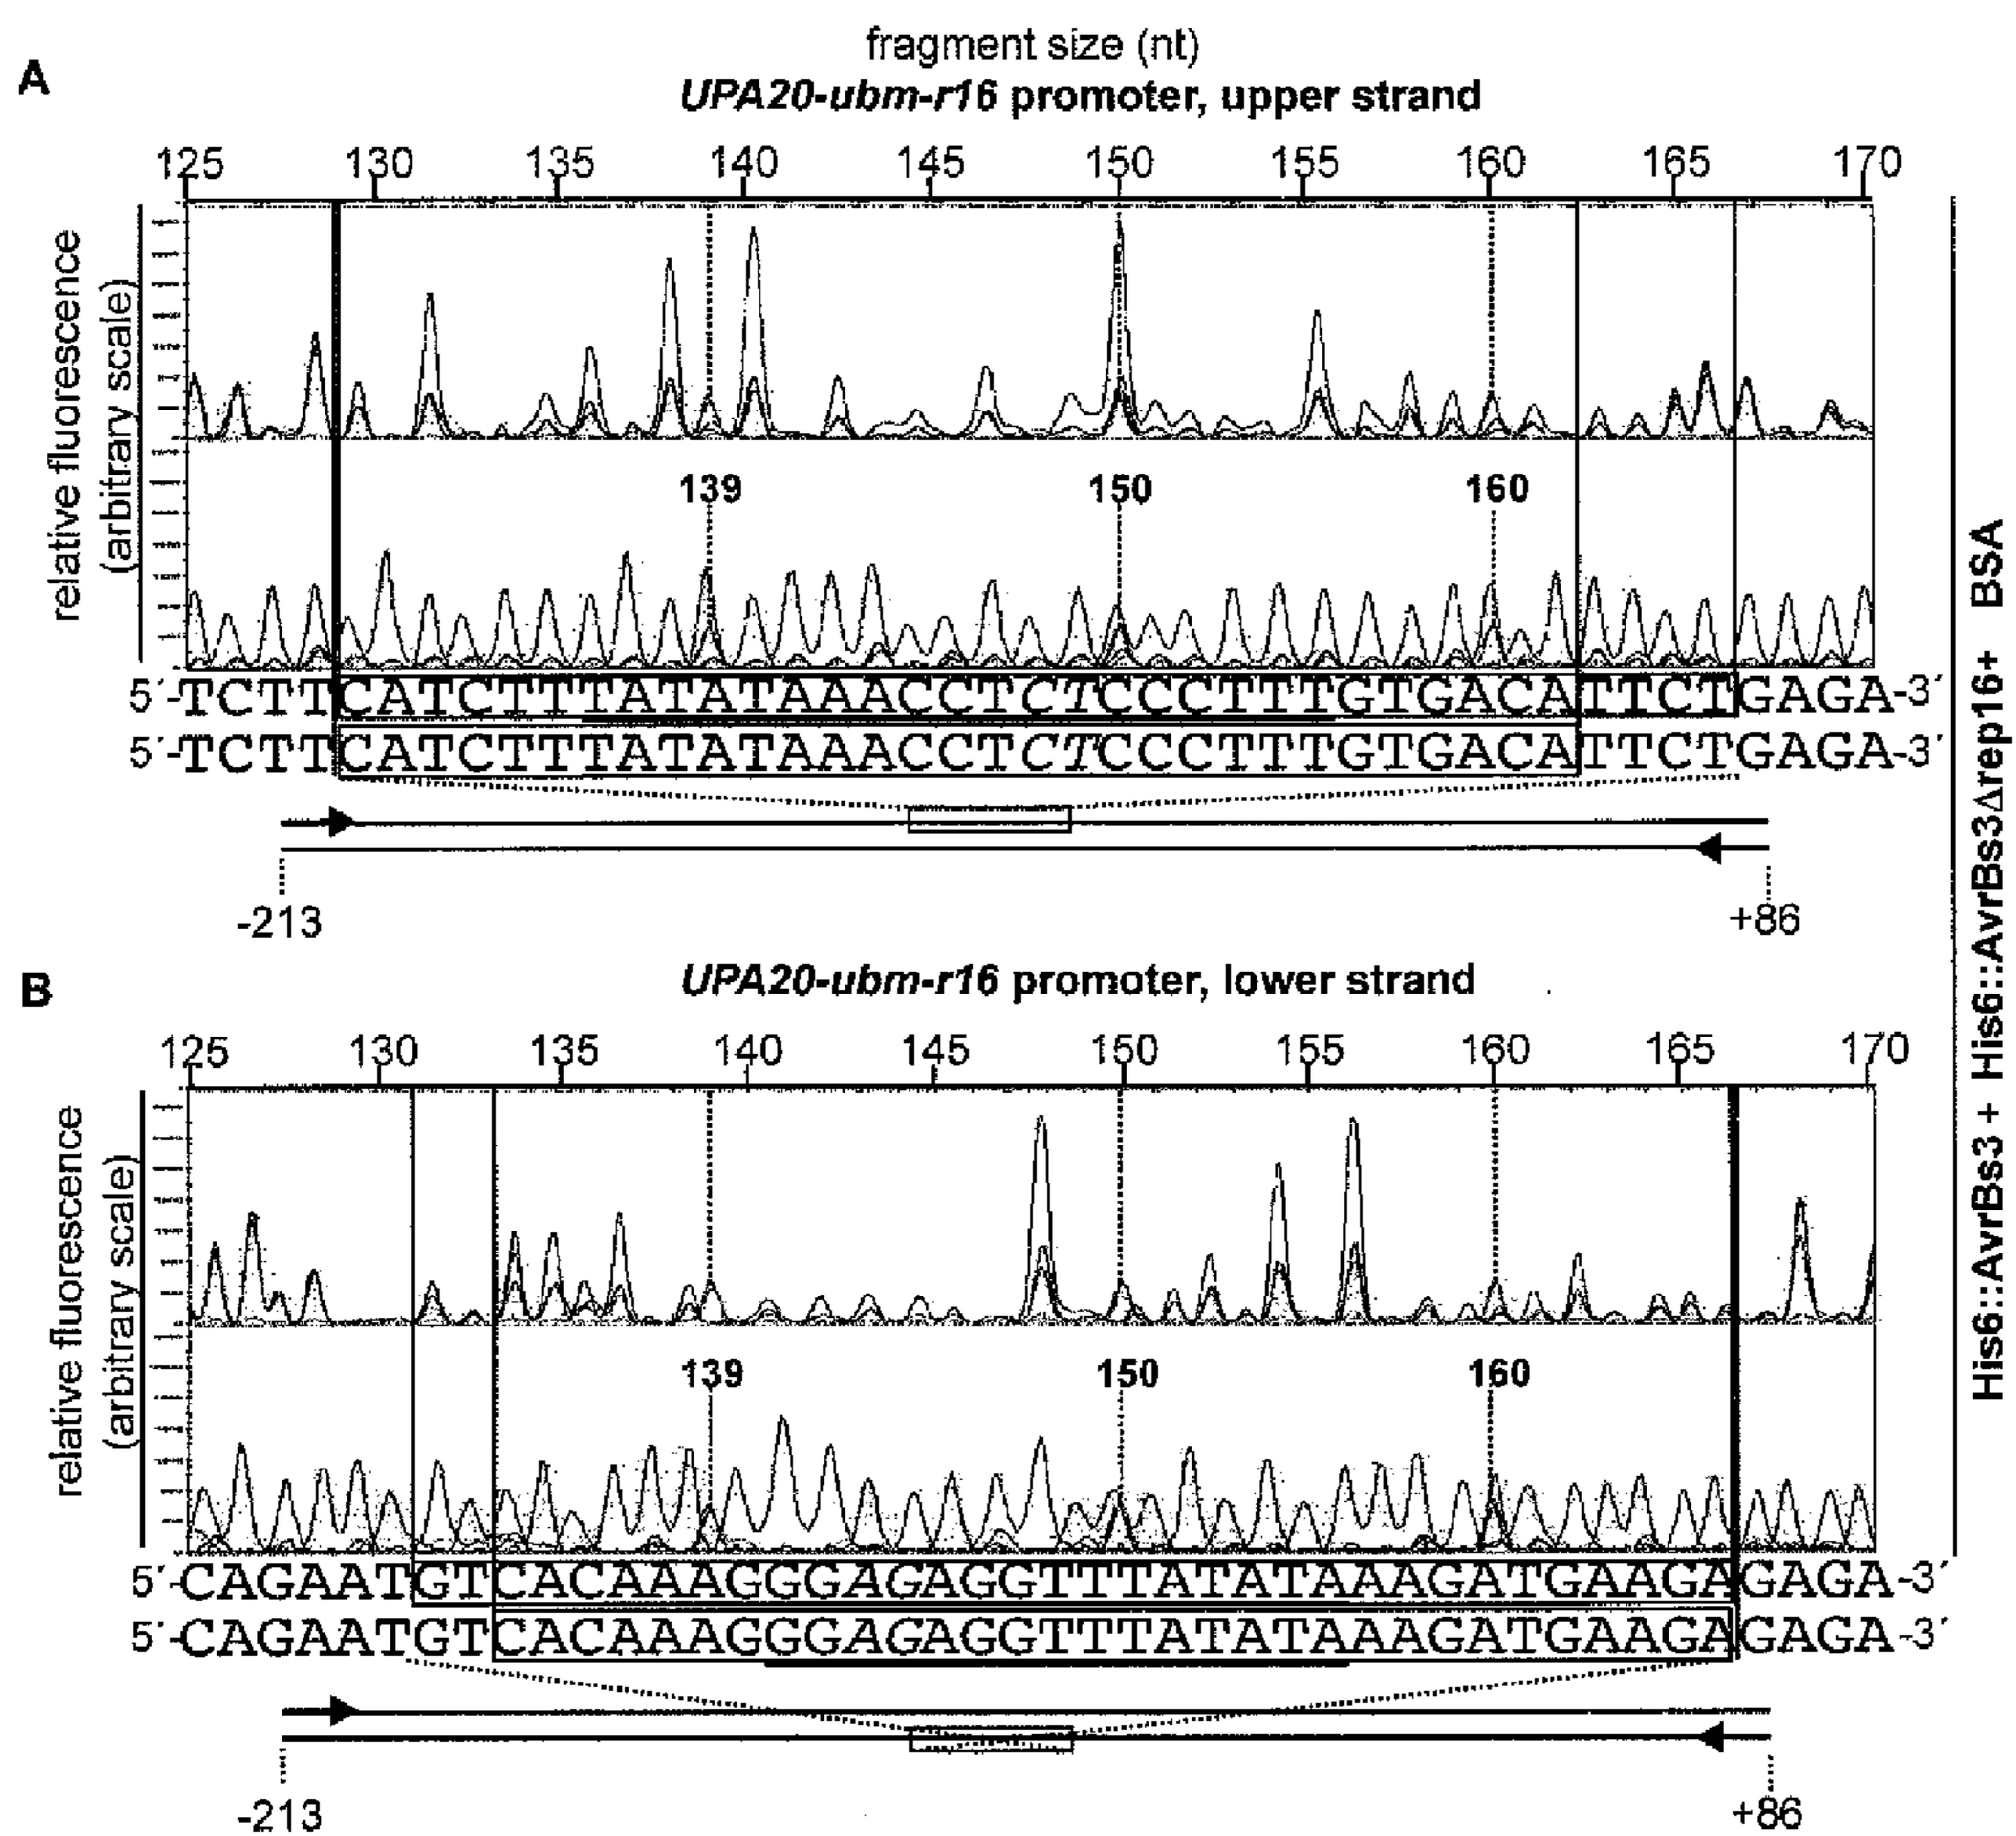 fragment size (nt)
A
UPA20-ubm-r16 promoter, upper strand
125 130 135 140 145 150 155 160 165 170
relative fluorescence
(arbitrary scale)
139 150 160
5´-TCTTCATCTTTTATATAAACCTCTCCCTTTGTGACATTCTGAGA-3´
5´-TCTTCATCTTTTATATAAACCTCTCCCTTTGTGACATTCTGAGA-3´
-213 +86
B
UPA20-ubm-r16 promoter, lower strand
125 130 135 140 145 150 155 160 165 170
relative fluorescence
(arbitrary scale)
139 150 160
5´-CAGAATGTCACAAAGGGAGAGGTTTATATAAAGATGAAGAGAGA-3´
5´-CAGAATGTCACAAAGGGAGAGGTTTATATAAAGATGAAGAGAGA-3´
-213 +86
His6::AvrBs3 + His6::AvrBs3Δrep16+ BSA